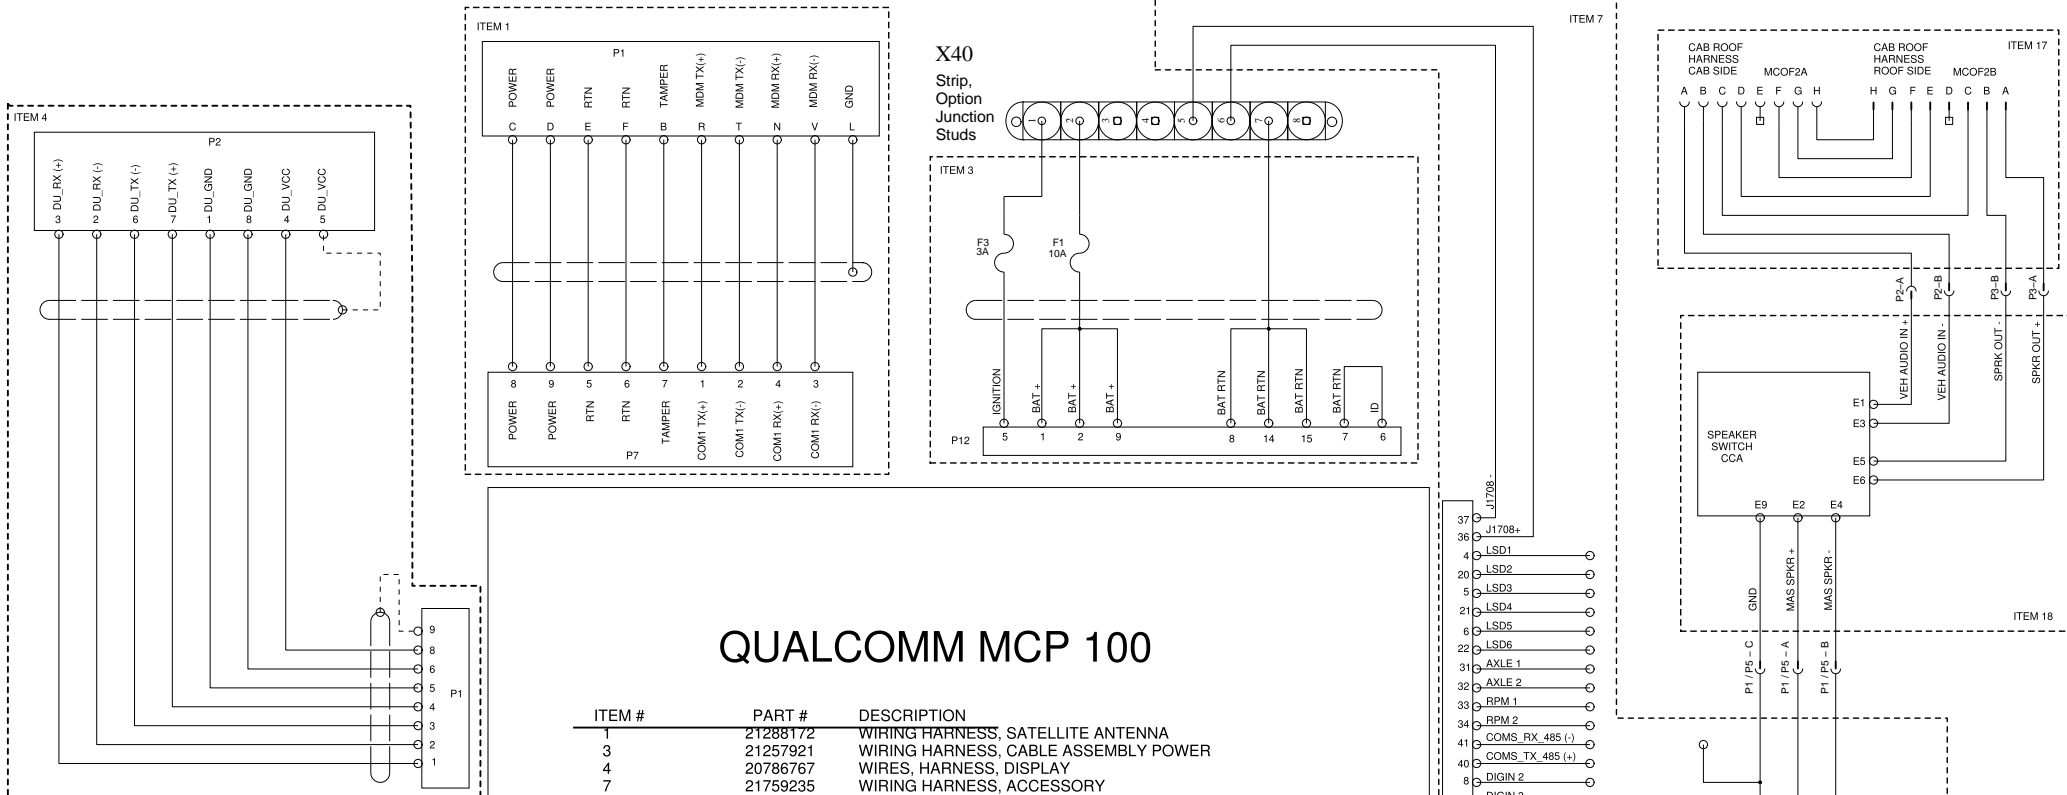 ITEM 4
P2
DU_RX (+)
DU_RX (-)
DU_TX (-)
DU_TX (+)
DU_GND
DU_GND
DU_VCC
DU_VCC
3 2 6 7 1 8 4 5
9
8
6
5
4
3
2
1
P1
ITEM 1
P1
POWER
POWER
RTN
RTN
TAMPER
MDM TX(+)
MDM TX(-)
MDM RX(+)
MDM RX(-)
GND
C D E F B R T N V L
8 9 5 6 7 1 2 4 3
POWER
POWER
RTN
RTN
TAMPER
COM1 TX(+)
COM1 TX(-)
COM1 RX(+)
COM1 RX(-)
P7
X40
Strip,
Option
Junction
Studs
1 2 3 4 5 6 7 8
ITEM 3
F3
3A
F1
10A
IGNITION
BAT +
BAT +
BAT +
BAT RTN
BAT RTN
BAT RTN
BAT RTN
ID
P12
5 1 2 9 8 14 15 7 6
QUALCOMM MCP 100
ITEM # PART # DESCRIPTION
1 21288172 WIRING HARNESS, SATELLITE ANTENNA
3 21257921 WIRING HARNESS, CABLE ASSEMBLY POWER
4 20786767 WIRES, HARNESS, DISPLAY
7 21759235 WIRING HARNESS, ACCESSORY
ITEM 7
37 J1708 -
36 J1708+
4 LSD1
20 LSD2
5 LSD3
21 LSD4
6 LSD5
22 LSD6
31 AXLE 1
32 AXLE 2
33 RPM 1
34 RPM 2
41 COMS_RX_485 (-)
40 COMS_TX_485 (+)
8 DIGIN 2
DIGIN 3
ITEM 17
CAB ROOF
HARNESS
CAB SIDE
MCOF2A
CAB ROOF
HARNESS
ROOF SIDE
MCOF2B
A B C D E F G H
H G F E D C B A
P2–A
P2–B
P3–B
P3–A
VEH AUDIO IN +
VEH AUDIO IN -
SPRK OUT -
SPKR OUT +
SPEAKER
SWITCH
CCA
E1
E3
E5
E6
E9 E2 E4
GND
MAS SPKR +
MAS SPKR -
ITEM 18
P1 / P5 – C
P1 / P5 – A
P1 / P5 – B